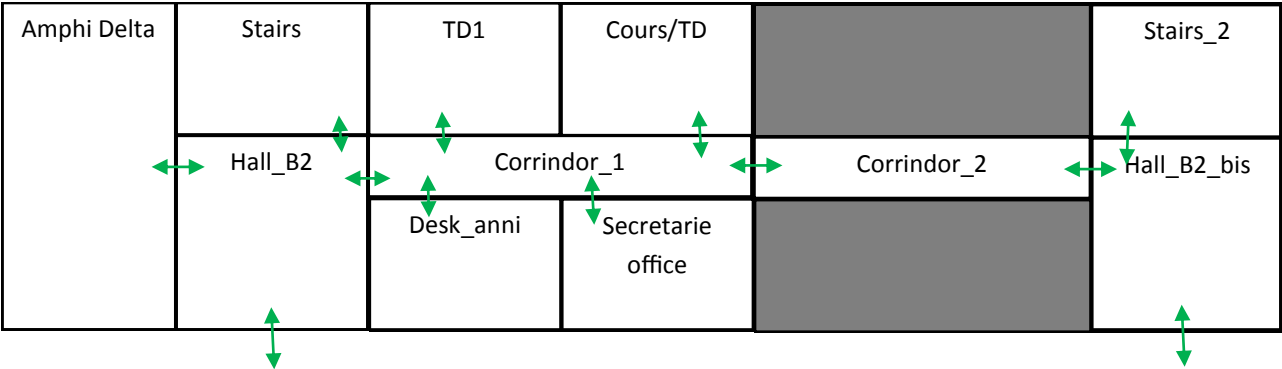 Amphi Delta
Stairs
TD1
Cours/TD
Stairs_2
Hall_B2
Corrindor_1
Corrindor_2
Hall_B2_bis
Desk_anni
Secretarie
office